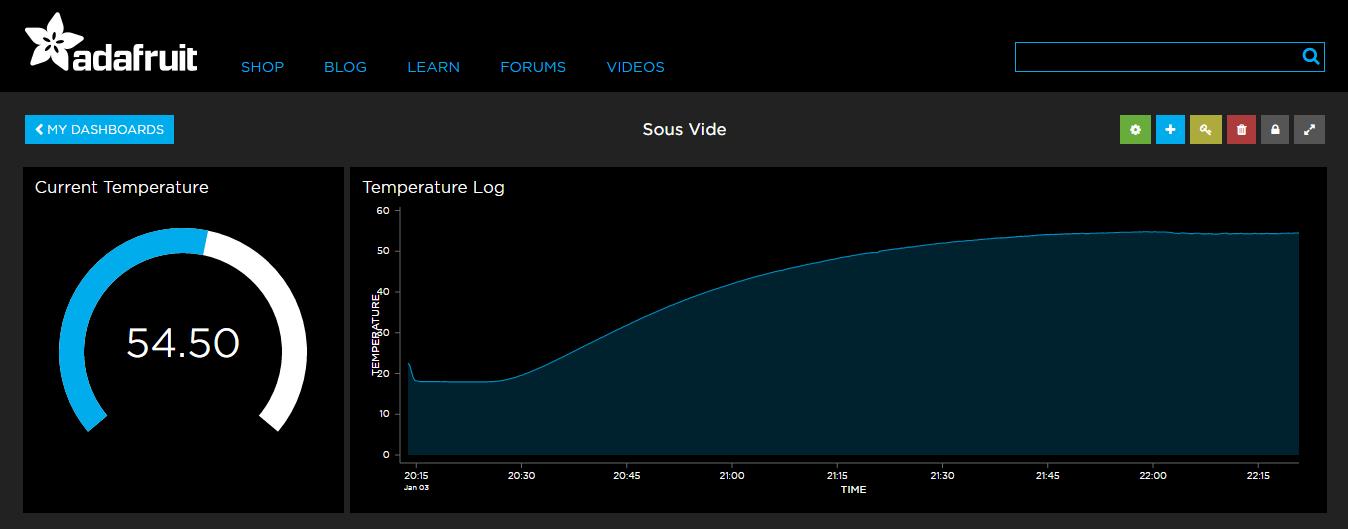 adafruit
SHOP BLOG LEARN FORUMS VIDEOS
MY DASHBOARDS
Sous Vide
Current Temperature
54.50
Temperature Log
TEMPERATURE
60
50
40
30
20
10
0
20:15 20:30 20:45 21:00 21:15 21:30 21:45 22:00 22:15
Jan 03
TIME